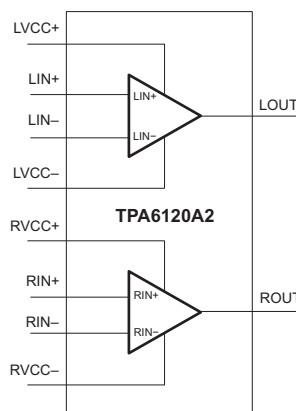 LVCC+
LIN+
LIN+
LIN–
LIN–
LOUT
LVCC–
TPA6120A2
RVCC+
RIN+
RIN+
RIN–
RIN–
ROUT
RVCC–